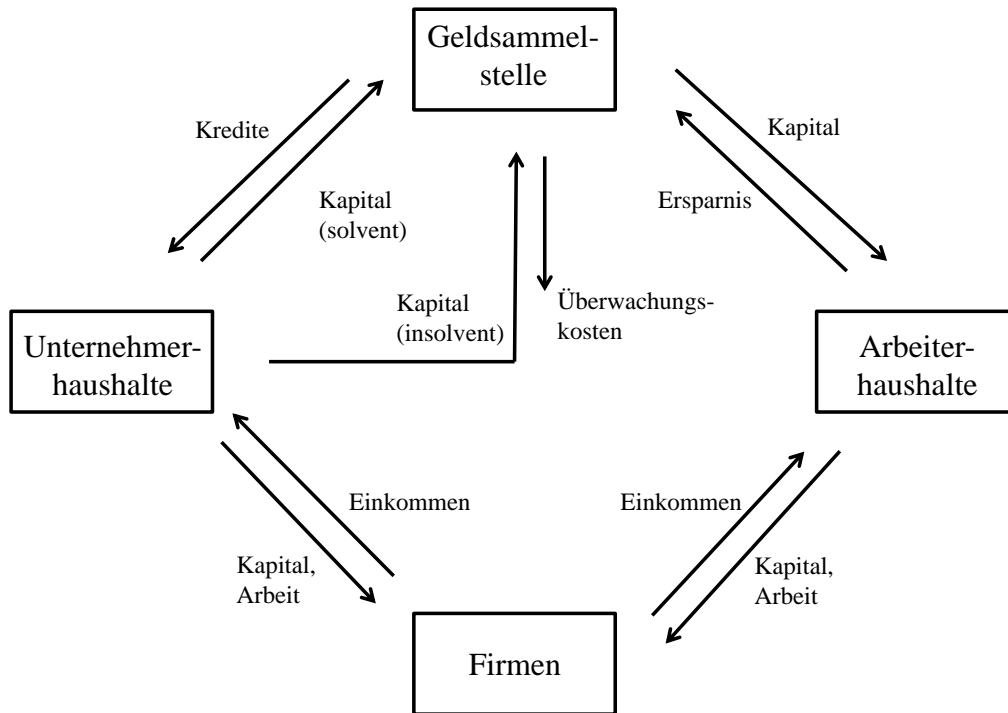 Geldsammel-
stelle
Kredite
Kapital
Kapital
(solvent)
Ersparnis
Kapital
(insolvent)
Überwachungs-
kosten
Unternehmer-
haushalte
Arbeiter-
haushalte
Einkommen
Einkommen
Kapital,
Arbeit
Kapital,
Arbeit
Firmen